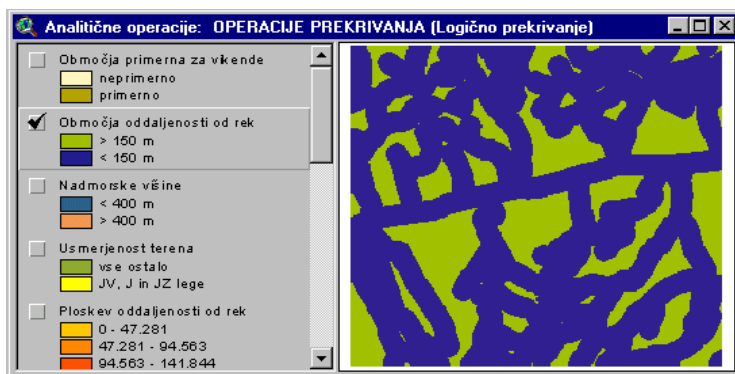 Analitične operacije: OPERACIJE PREKRIVANJA (Logično prekrivanje)
Območja primerna za vikende
neprimerno
primerno
Območja oddaljenosti od rek
> 150 m
< 150 m
Nadmorske višine
< 400 m
> 400 m
Usmerjenost terena
vse ostalo
JV, J in JZ lege
Ploskev oddaljenosti od rek
0 - 47.281
47.281 - 94.563
94.563 - 141.844